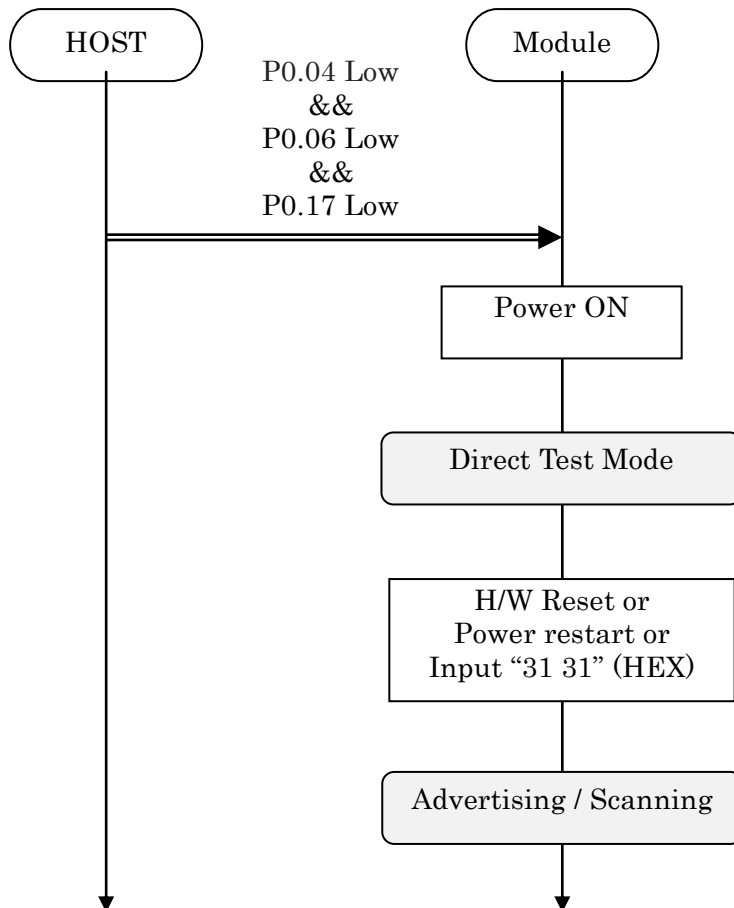 HOST
Module
P0.04 Low
&&
P0.06 Low
&&
P0.17 Low
Power ON
Direct Test Mode
H/W Reset or
Power restart or
Input “31 31” (HEX)
Advertising / Scanning